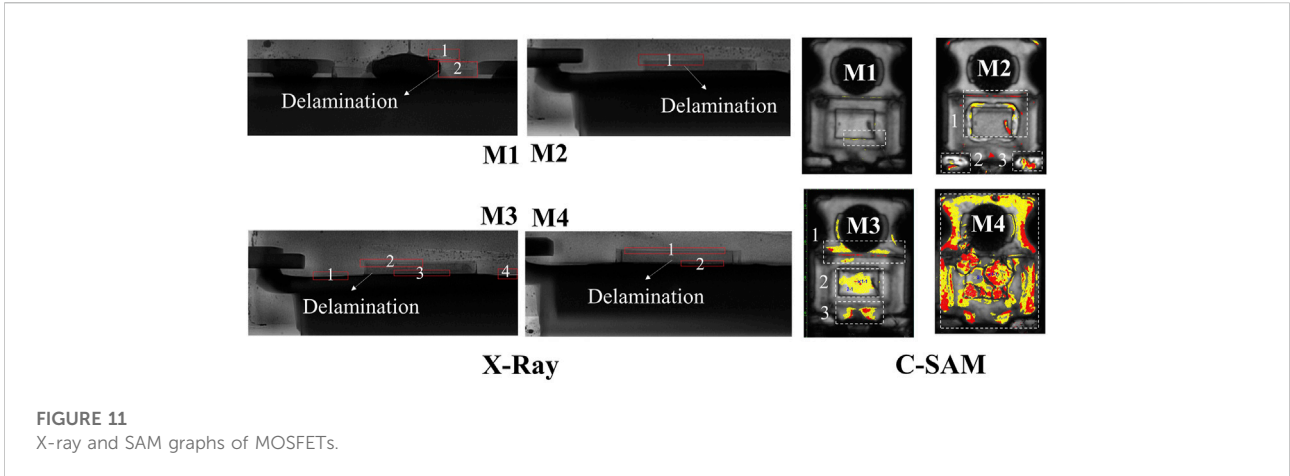 1
2
Delamination
M1
1
Delamination
M2
M3
1
2
3
4
Delamination
M4
1
2
Delamination
X-Ray
M1
M2
1
2
3
M3
1
2
3
M4
C-SAM
FIGURE 11
X-ray and SAM graphs of MOSFETs.